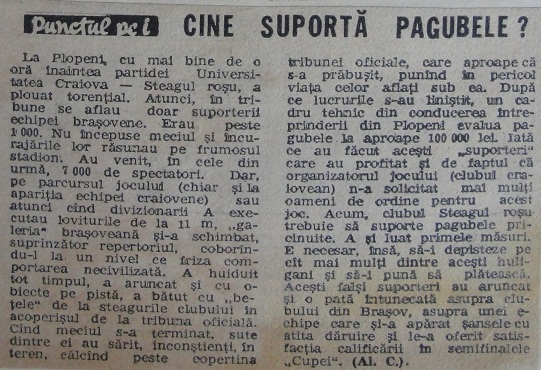 Punctul pe i
CINE SUPORTĂ PAGUBELE?
La Plopeni, cu mai bine de o
oră înaintea partidei Universi-
tatea Craiova — Steagul roşu, a
plouat torenţial. Atunci, în tri-
bune se aflau doar suporterii
echipei braşovene. Erau peste
1 000. Nu începuse meciul şi încu-
rajările lor răsunau pe frumosul
stadion. Au venit, în cele din
urmă, 7 000 de spectatori. Dar,
pe parcursul jocului (chiar şi la
apariţia echipei craiovene) sau
atunci cînd divizionarii A exe-
cutau loviturile de la 11 m, „ga-
leria" braşoveană şi-a schimbat,
surprinzător repertoriul, coborîn-
du-l la un nivel ce friza com-
portarea necivilizată. A huiduit
tot timpul, a aruncat şi cu o-
biecte pe pistă, a bătut cu „be-
ţele" de la steagurile clubului în
acoperişul de la tribuna oficială.
Cînd meciul s-a terminat, sute
dintre ei au sărit, inconştienţi, în
teren, călcînd peste copertina
tribunei oficiale, care aproape că
s-a prăbuşit, punînd în pericol
viaţa celor aflaţi sub ea. După
ce lucrurile s-au liniştit, un ca-
dru tehnic din conducerea între-
prinderii din Plopeni evalua pa-
gubele la aproape 100 000 lei. Iată
ce au făcut aceşti „suporteri"
care au profitat şi de faptul că
organizatorul jocului (clubul cra-
iovean) n-a solicitat mai mulţi
oameni de ordine pentru acest
joc. Acum, clubul Steagul roşu
trebuie să suporte pagubele pri-
cinuite. A şi luat primele măsuri.
E necesar, însă, să-i depisteze pe
cît mai mulţi dintre aceşti huli-
gani şi să-i pună să plătească.
Aceşti falşi suporteri au aruncat
şi o pată întunecată asupra clu-
bului din Braşov, asupra unei e-
chipe care şi-a apărat şansele cu
atîta dăruire şi le-a oferit satis-
facţia calificării în semifinalele
„Cupei". (Al. C.).